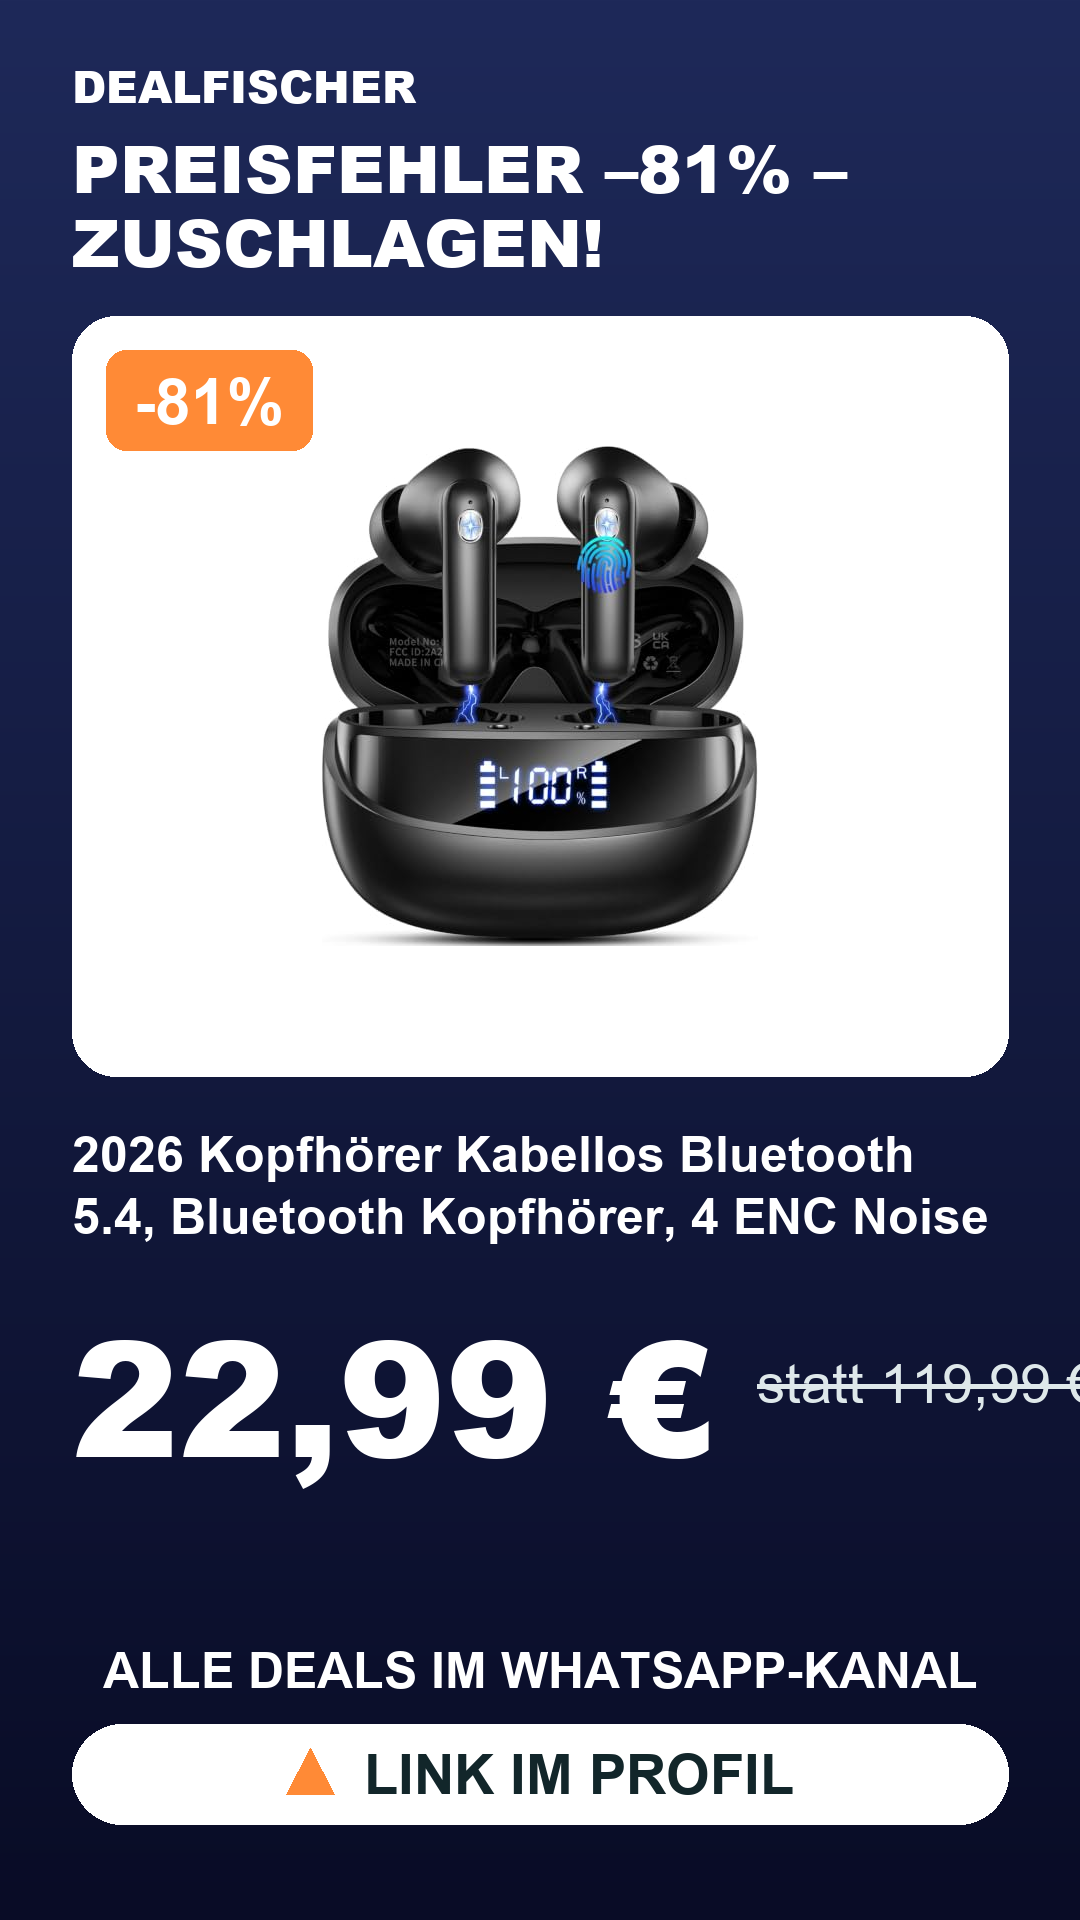 DEALFISCHER
PREISFEHLER –81% –
ZUSCHLAGEN!
-81%
Model No:
FCC ID:2A2
MADE IN C
UK
CA
L 100 R
%
2026 Kopfhörer Kabellos Bluetooth
5.4, Bluetooth Kopfhörer, 4 ENC Noise
22,99 € statt 119,99 €
ALLE DEALS IM WHATSAPP-KANAL
LINK IM PROFIL